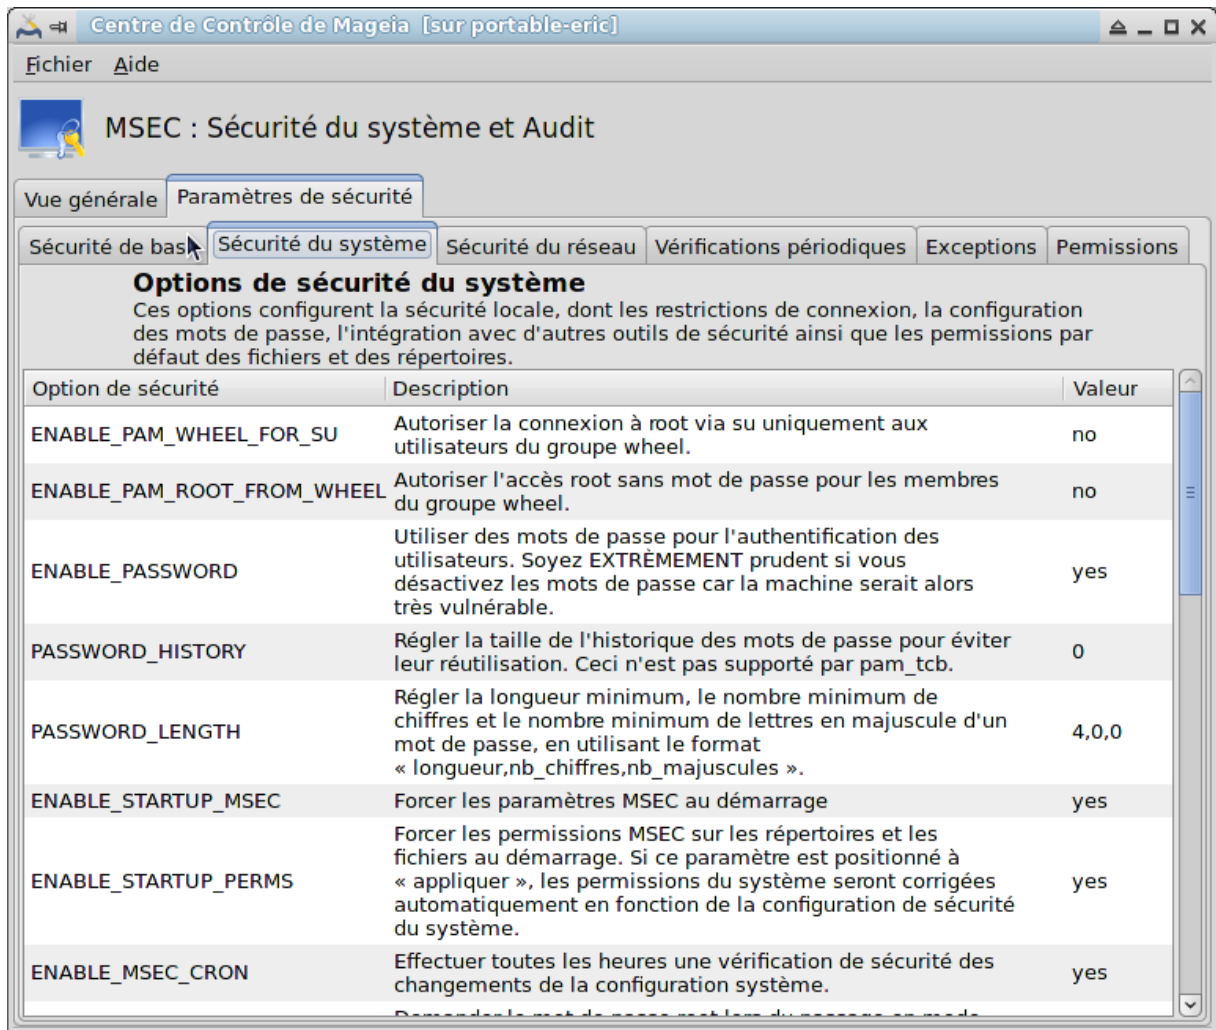 Centre de Contrôle de Mageia [sur portable-eric]
Fichier Aide
MSEC : Sécurité du système et Audit
Vue générale Paramètres de sécurité
Sécurité de bas Sécurité du système Sécurité du réseau Vérifications périodiques Exceptions Permissions
Options de sécurité du système
Ces options configurent la sécurité locale, dont les restrictions de connexion, la configuration
des mots de passe, l'intégration avec d'autres outils de sécurité ainsi que les permissions par
défaut des fichiers et des répertoires.
Option de sécurité Description Valeur
ENABLE_PAM_WHEEL_FOR_SU
Autoriser la connexion à root via su uniquement aux
utilisateurs du groupe wheel.
no
ENABLE_PAM_ROOT_FROM_WHEEL
Autoriser l'accès root sans mot de passe pour les membres
du groupe wheel.
no
ENABLE_PASSWORD
Utiliser des mots de passe pour l'authentification des
utilisateurs. Soyez EXTRÈMEMENT prudent si vous
désactivez les mots de passe car la machine serait alors
très vulnérable.
yes
PASSWORD_HISTORY
Régler la taille de l'historique des mots de passe pour éviter
leur réutilisation. Ceci n'est pas supporté par pam_tcb.
0
PASSWORD_LENGTH
Régler la longueur minimum, le nombre minimum de
chiffres et le nombre minimum de lettres en majuscule d'un
mot de passe, en utilisant le format
« longueur,nb_chiffres,nb_majuscules ».
4,0,0
ENABLE_STARTUP_MSEC Forcer les paramètres MSEC au démarrage yes
ENABLE_STARTUP_PERMS
Forcer les permissions MSEC sur les répertoires et les
fichiers au démarrage. Si ce paramètre est positionné à
« appliquer », les permissions du système seront corrigées
automatiquement en fonction de la configuration de sécurité
du système.
yes
ENABLE_MSEC_CRON
Effectuer toutes les heures une vérification de sécurité des
changements de la configuration système.
yes
Demander le mot de passe root lors du passage en mode